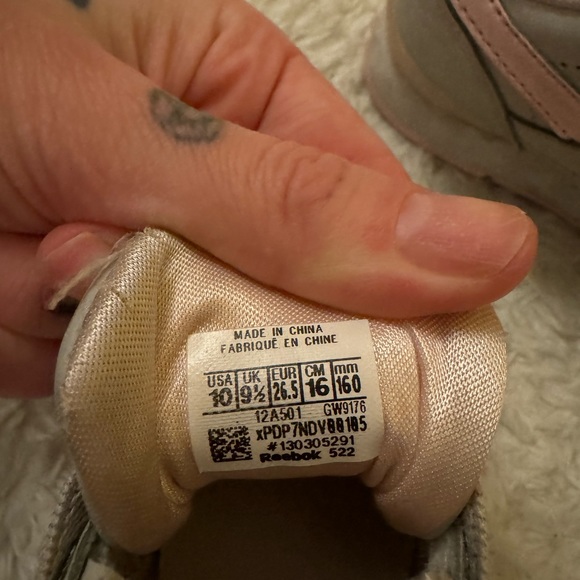 MADE IN CHINA
FABRIQUÉ EN CHINE
USA UK EUR CM mm
10 9½ 26.5 16 160
12A501 GW9176
xPDP7NDV00105
#130305291
Reebok 522